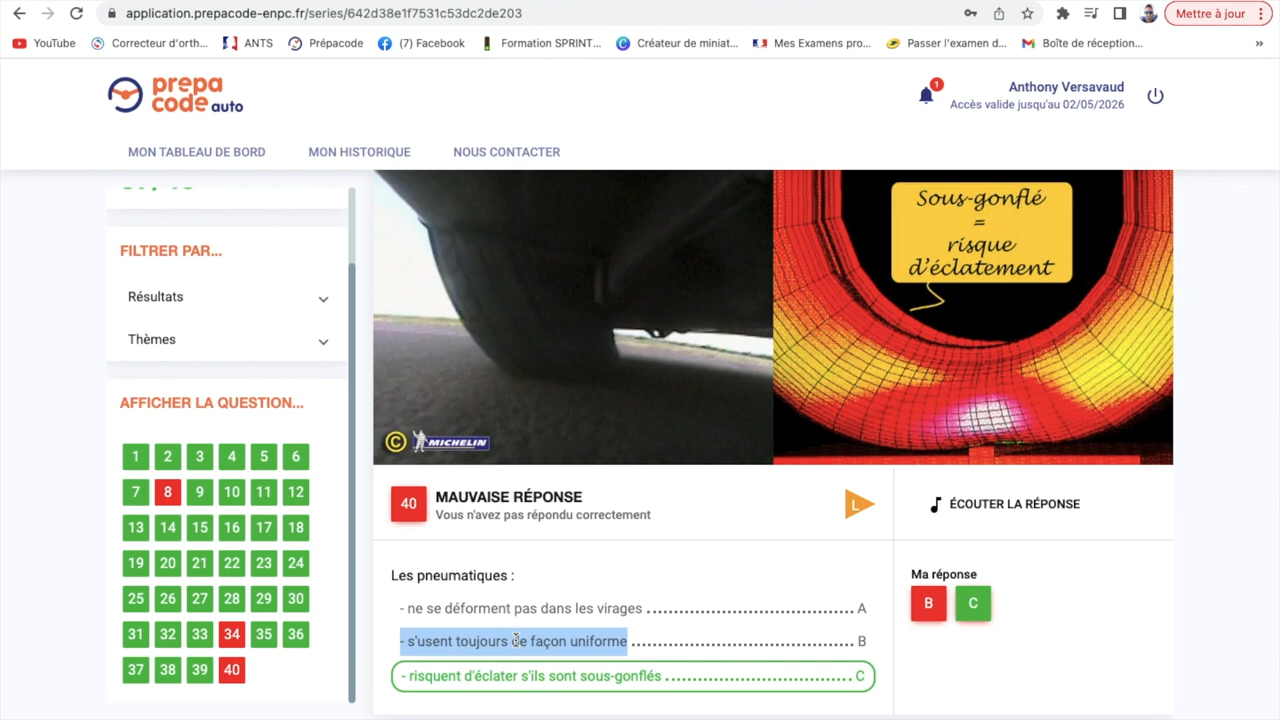 application.prepacode-enpc.fr/series/642d38e1f7531c53dc2de203
Mettre à jour
YouTube
Correcteur d'orth...
ANTS
Prépacode
(7) Facebook
Formation SPRINT...
Créateur de miniat...
Mes Examens pro...
Passer l'examen d...
Boîte de réception...
prepa
code auto
1
Anthony Versavaud
Accès valide jusqu'au 02/05/2026
MON TABLEAU DE BORD
MON HISTORIQUE
NOUS CONTACTER
FILTRER PAR...
Résultats
Thèmes
AFFICHER LA QUESTION...
1 2 3 4 5 6
7 8 9 10 11 12
13 14 15 16 17 18
19 20 21 22 23 24
25 26 27 28 29 30
31 32 33 34 35 36
37 38 39 40
Sous-gonflé
=
risque
d'éclatement
© MICHELIN
40
MAUVAISE RÉPONSE
Vous n'avez pas répondu correctement
L
ÉCOUTER LA RÉPONSE
Les pneumatiques :
- ne se déforment pas dans les virages A
- s'usent toujours de façon uniforme B
- risquent d'éclater s'ils sont sous-gonflés C
Ma réponse
B C